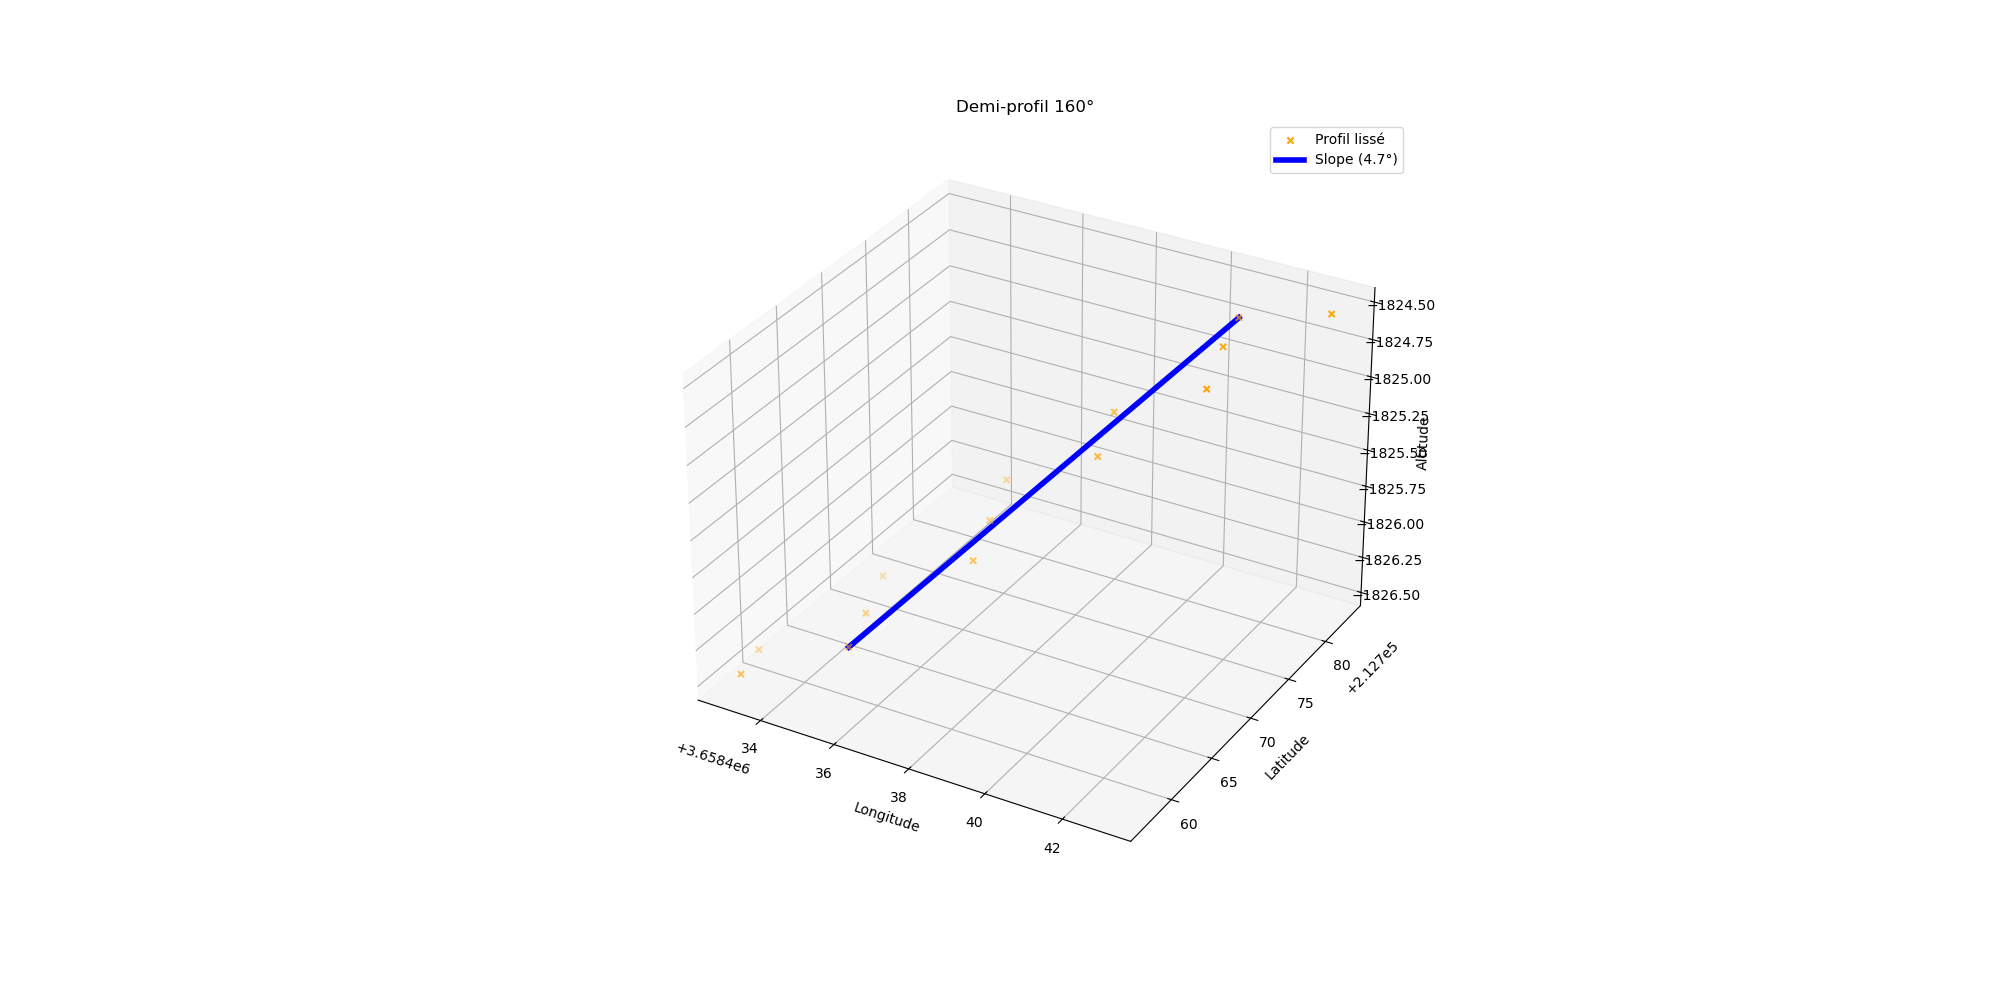 Demi-profil 160°
Profil lissé
Slope (4.7°)
−1824.50
−1824.75
−1825.00
−1825.25
−1825.50
−1825.75
−1826.00
−1826.25
−1826.50
Altitude
80
75
70
65
60
+2.127e5
Latitude
34
36
38
40
42
+3.6584e6
Longitude